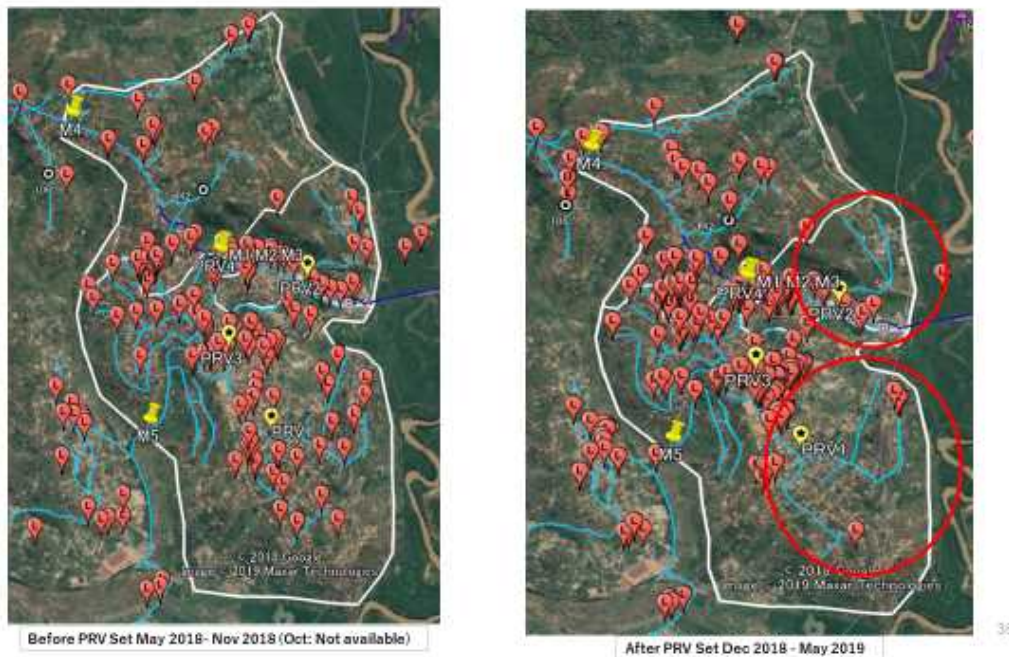 M4
M1 M2 M3
PRV4
PRV2
PRV3
PRV
M5
© 2018 Google
Image © 2019 Maxar Technologies
Before PRV Set May 2018- Nov 2018 (Oct: Not available)
M4
M1 M2 M3
PRV4
PRV2
PRV3
PRV1
M5
© 2018 Google
Image © 2019 Maxar Technologies
After PRV Set Dec 2018 - May 2019